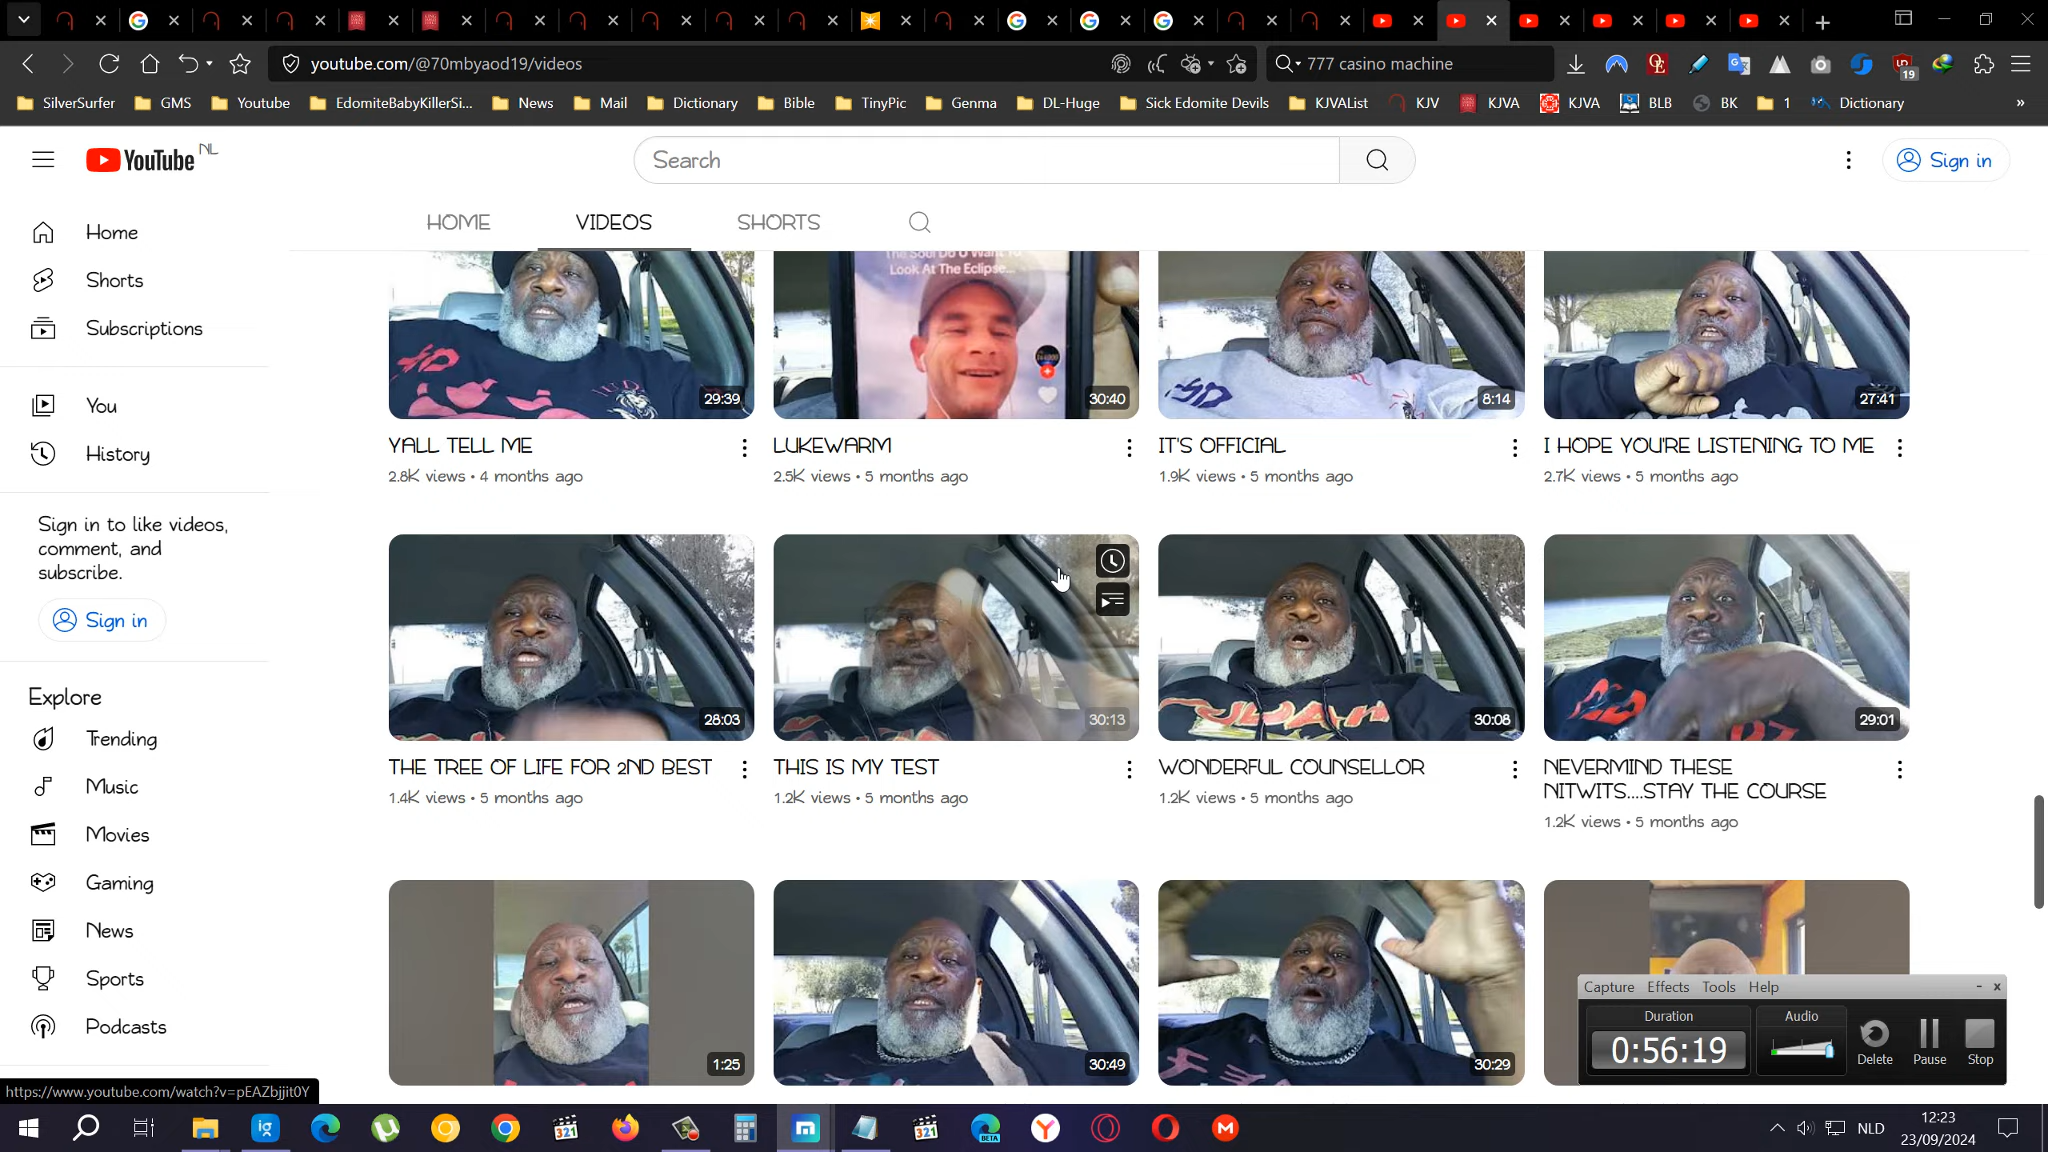 youtube.com/@70mbyaod19/videos
777 casino machine
19
SilverSurfer
GMS
Youtube
EdomiteBabyKillerSi...
News
Mail
Dictionary
Bible
TinyPic
Genma
DL-Huge
Sick Edomite Devils
KJVAList
KJV
KJVA
KJVA
BLB
BK
1
Dictionary
»
YouTube NL
Search
Sign in
HOME
VIDEOS
SHORTS
Home
Shorts
Subscriptions
You
History
Sign in to like videos,
comment, and
subscribe.
Sign in
Explore
Trending
Music
Movies
Gaming
News
Sports
Podcasts
Look At The Eclipse...
29:39
30:40
8:14
27:41
YALL TELL ME
LUKEWARM
IT'S OFFICIAL
I HOPE YOU'RE LISTENING TO ME
2.8K views • 4 months ago
2.5K views • 5 months ago
1.9K views • 5 months ago
2.7K views • 5 months ago
28:03
30:13
30:08
29:01
THE TREE OF LIFE FOR 2ND BEST
THIS IS MY TEST
WONDERFUL COUNSELLOR
NEVERMIND THESE
NITWITS....STAY THE COURSE
1.4K views • 5 months ago
1.2K views • 5 months ago
1.2K views • 5 months ago
1.2K views • 5 months ago
1:25
30:49
30:29
Capture Effects Tools Help
Duration
Audio
0:56:19
Delete
Pause
Stop
https://www.youtube.com/watch?v=pEAZbjjit0Y
NLD
12:23
23/09/2024